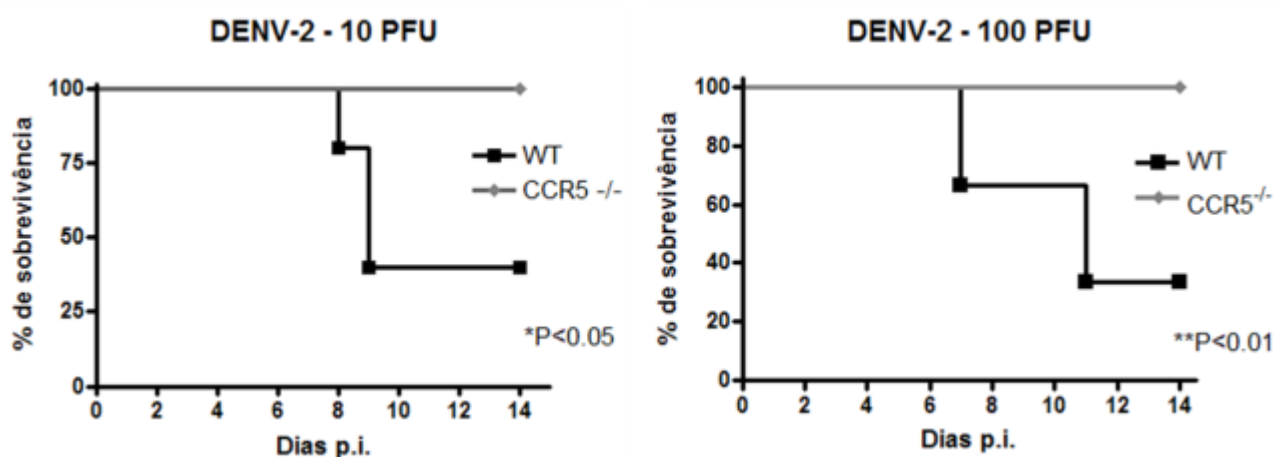 DENV-2 - 10 PFU
% de sobrevivência
100
75
50
25
0
0 2 4 6 8 10 12 14
Dias p.i.
WT
CCR5 -/-
*P<0.05
DENV-2 - 100 PFU
% de sobrevivência
100
80
60
40
20
0
0 2 4 6 8 10 12 14
Dias p.i.
WT
CCR5-/-
**P<0.01